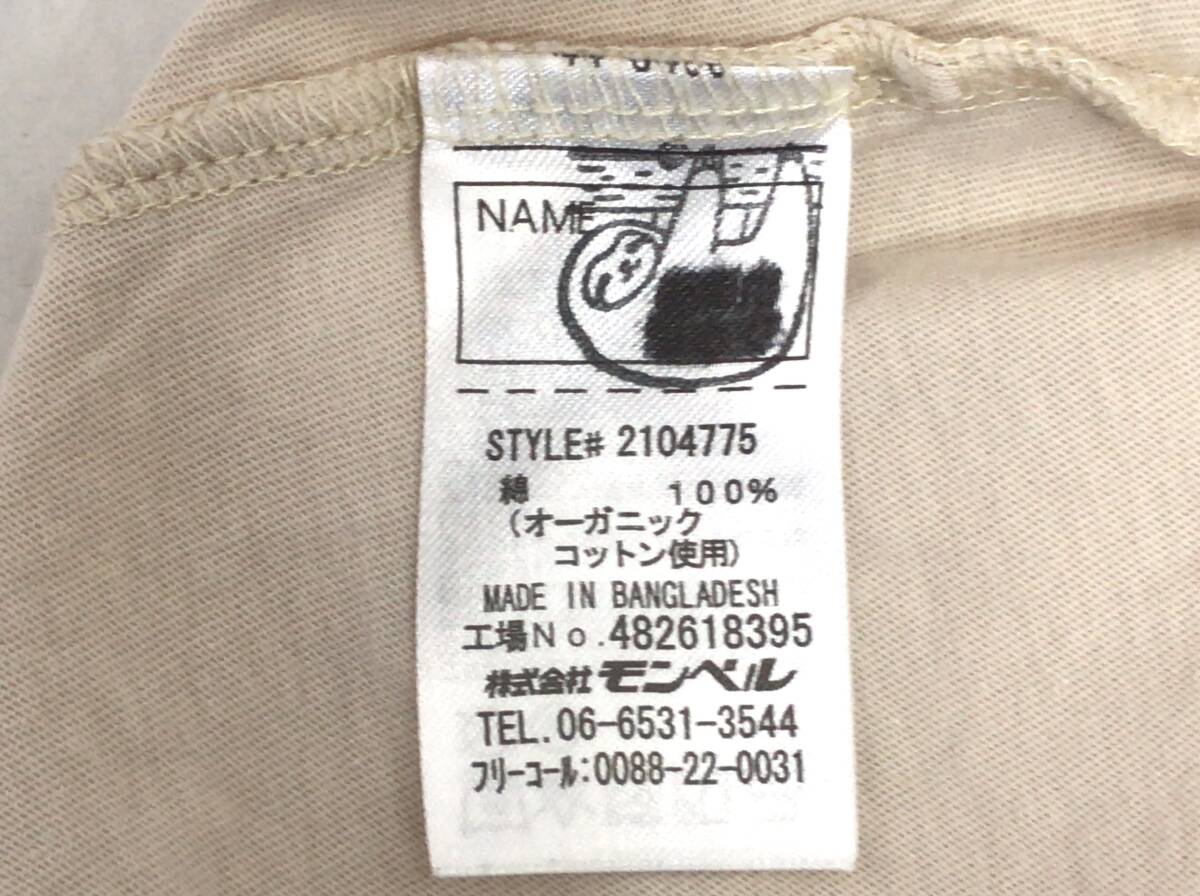 NAME
STYLE# 2104775
綿 100%
(オーガニック
コットン使用)
MADE IN BANGLADESH
工場No.482618395
株式会社モンベル
TEL.06-6531-3544
フリーコール:0088-22-0031